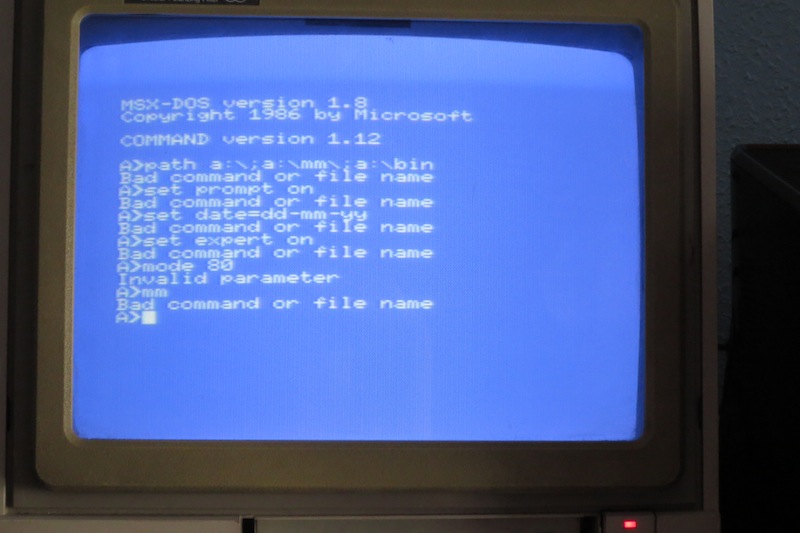 MSX-DOS version 1.8
Copyright 1986 by Microsoft
COMMAND version 1.12
A>path a:\;a:\mm\;a:\bin
Bad command or file name
A>set prompt on
Bad command or file name
A>set date=dd-mm-yy
Bad command or file name
A>set expert on
Bad command or file name
A>mode 80
Invalid parameter
A>mm
Bad command or file name
A>